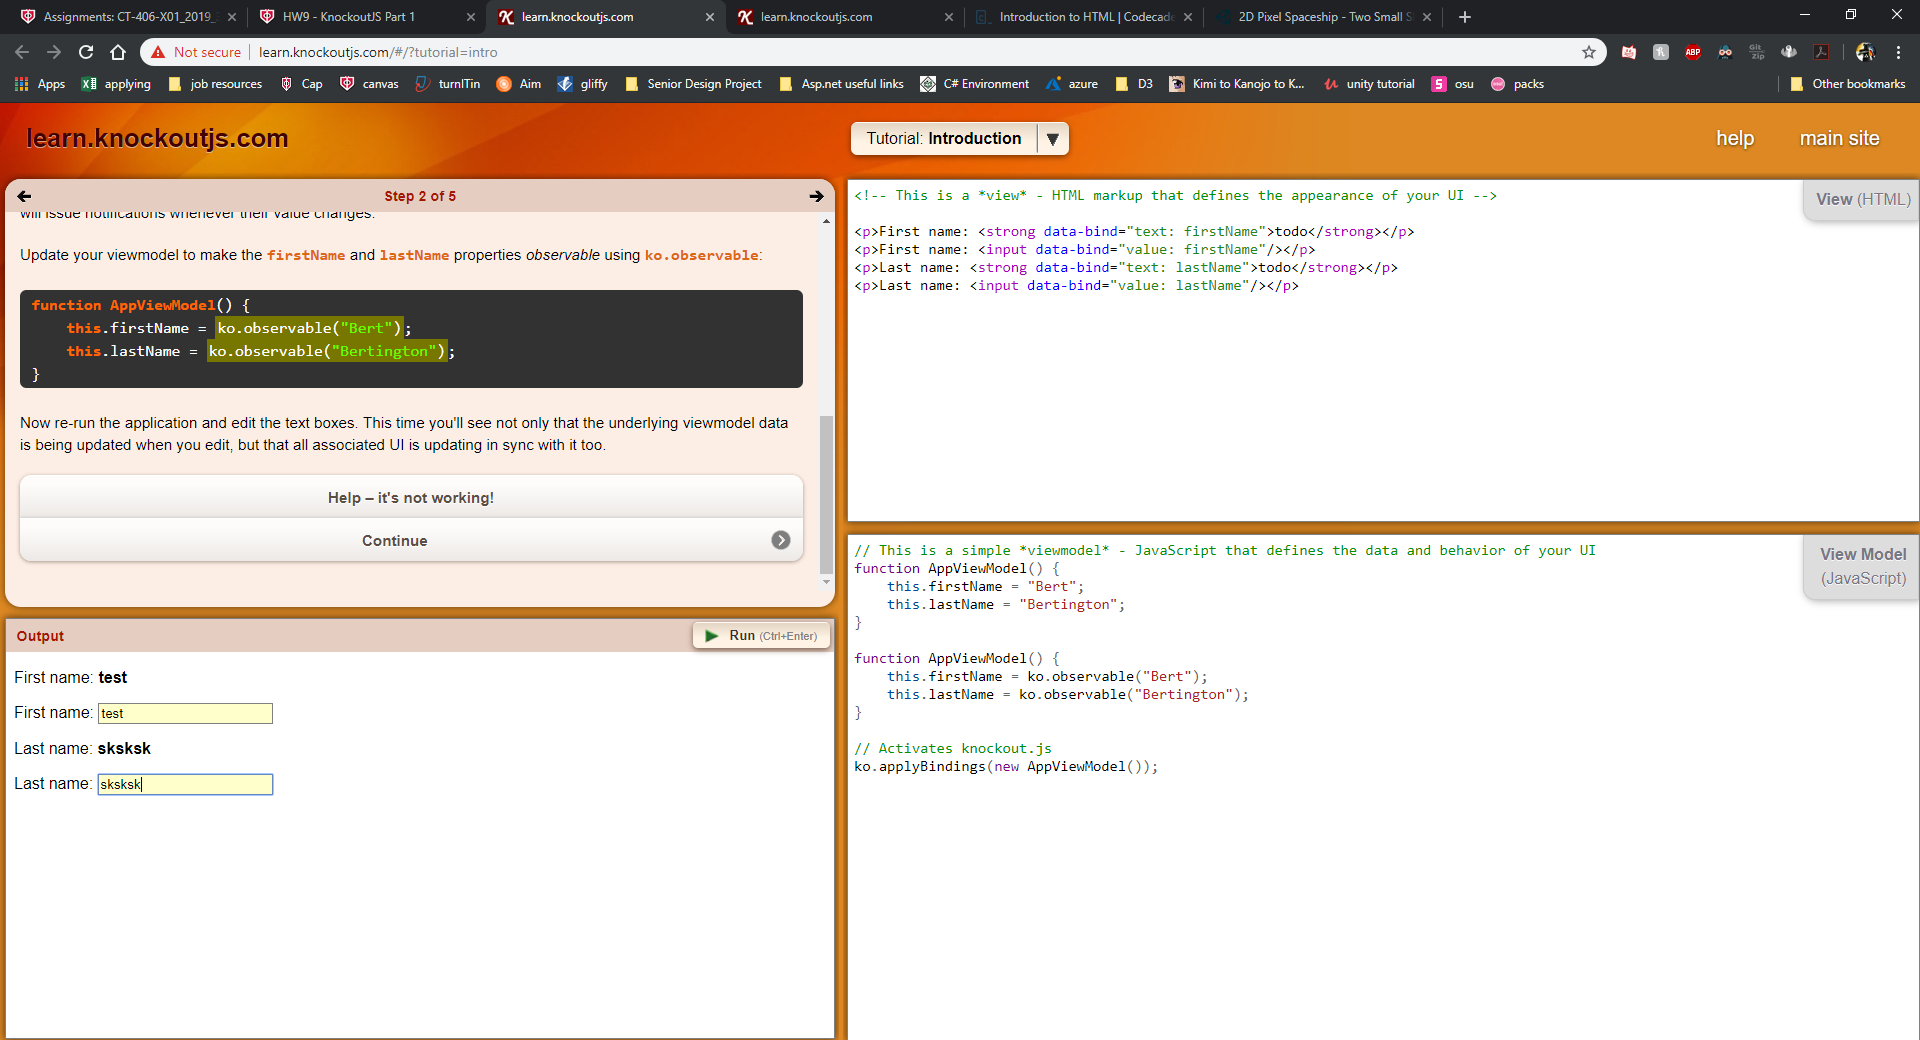 Assignments: CT-406-X01_2019_
HW9 - KnockoutJS Part 1
learn.knockoutjs.com
learn.knockoutjs.com
Introduction to HTML | Codecade
2D Pixel Spaceship - Two Small S
Not secure
learn.knockoutjs.com/#/?tutorial=intro
ABP
Git Zip
Apps
applying
job resources
Cap
canvas
turnITin
Aim
gliffy
Senior Design Project
Asp.net useful links
C# Environment
azure
D3
Kimi to Kanojo to K...
unity tutorial
osu
packs
Other bookmarks
learn.knockoutjs.com
Tutorial: Introduction
help
main site
Step 2 of 5
will issue notifications whenever their value changes.
Update your viewmodel to make the firstName and lastName properties observable using ko.observable:
function AppViewModel() {
    this.firstName = ko.observable("Bert");
    this.lastName = ko.observable("Bertington");
}
Now re-run the application and edit the text boxes. This time you'll see not only that the underlying viewmodel data
is being updated when you edit, but that all associated UI is updating in sync with it too.
Help – it's not working!
Continue
Output
Run (Ctrl+Enter)
First name: test
First name: test
Last name: sksksk
Last name: sksksk
View (HTML)
<!-- This is a *view* - HTML markup that defines the appearance of your UI -->
<p>First name: <strong data-bind="text: firstName">todo</strong></p>
<p>First name: <input data-bind="value: firstName"/></p>
<p>Last name: <strong data-bind="text: lastName">todo</strong></p>
<p>Last name: <input data-bind="value: lastName"/></p>
View Model
(JavaScript)
// This is a simple *viewmodel* - JavaScript that defines the data and behavior of your UI
function AppViewModel() {
    this.firstName = "Bert";
    this.lastName = "Bertington";
}
function AppViewModel() {
    this.firstName = ko.observable("Bert");
    this.lastName = ko.observable("Bertington");
}
// Activates knockout.js
ko.applyBindings(new AppViewModel());